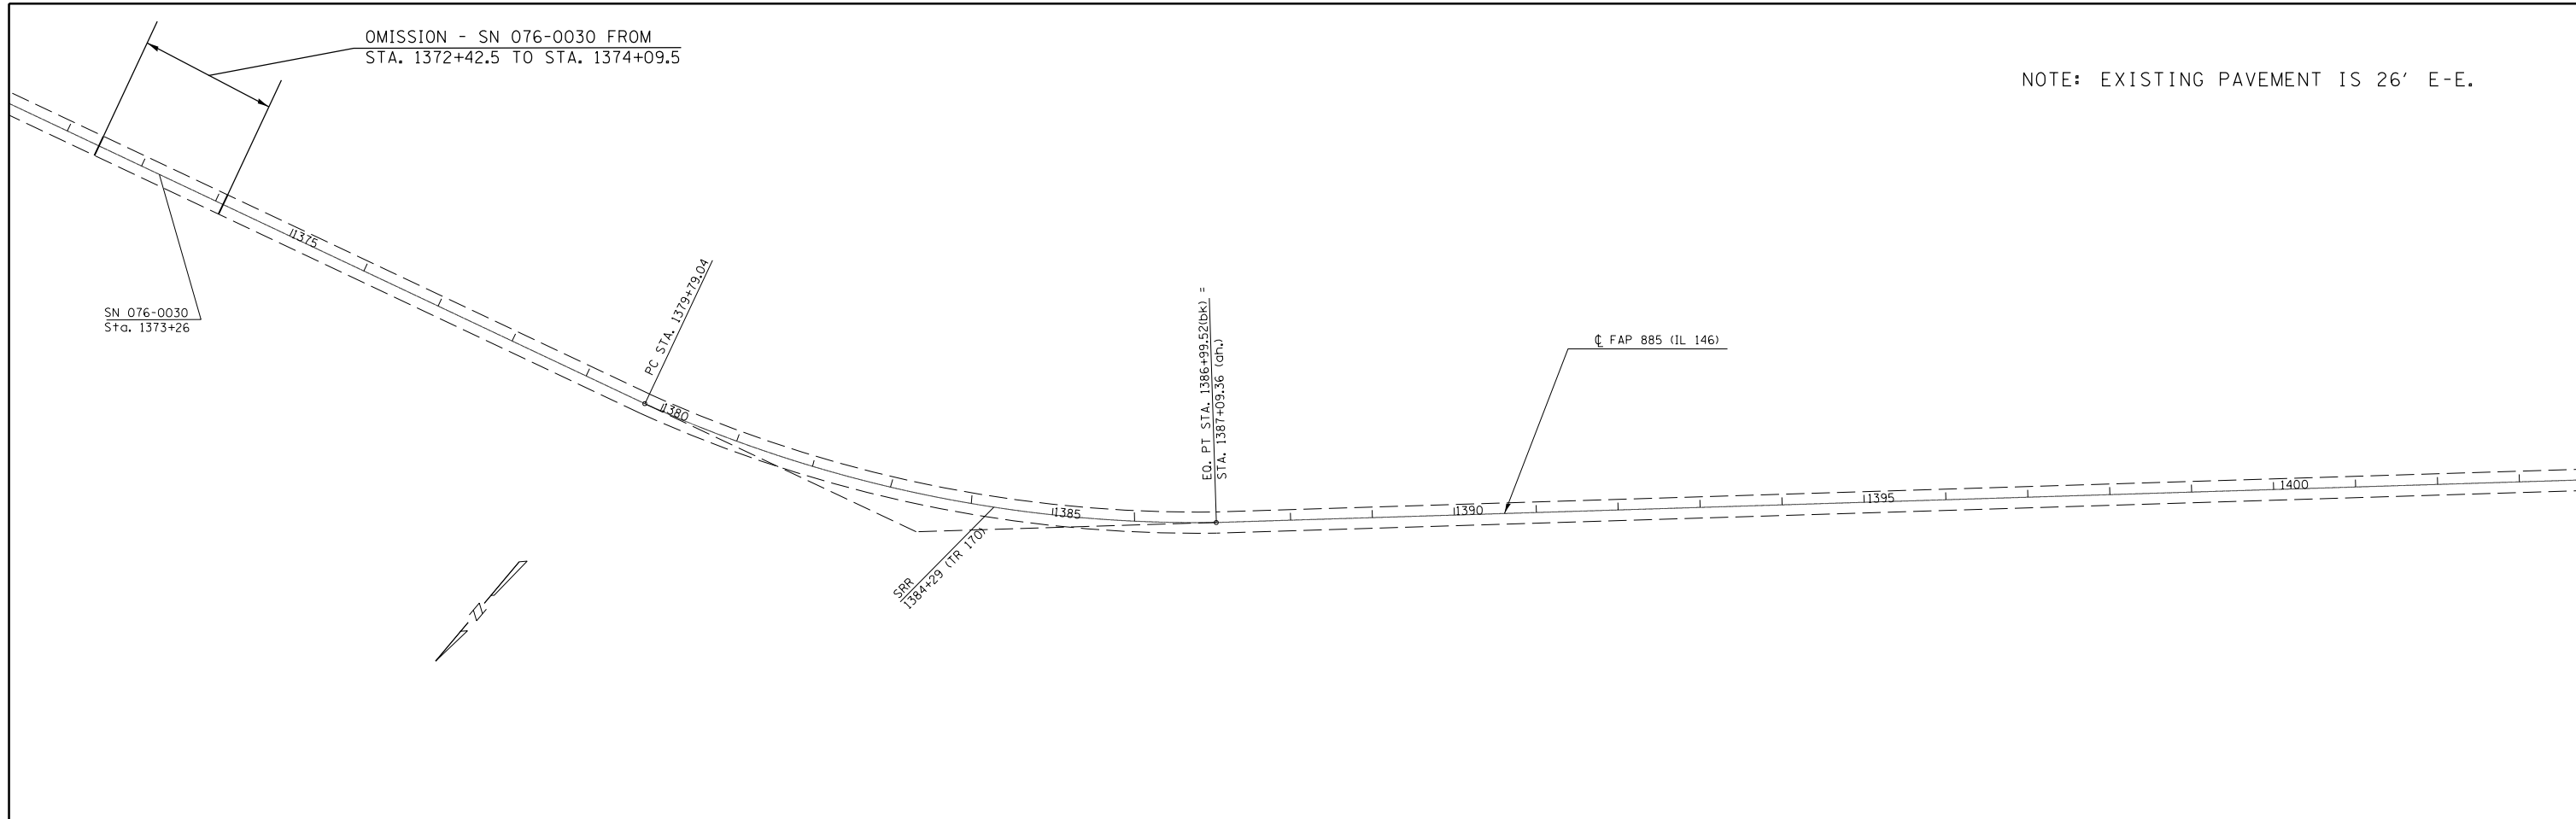 OMISSION - SN 076-0030 FROM
STA. 1372+42.5 TO STA. 1374+09.5
NOTE: EXISTING PAVEMENT IS 26' E-E.
1375
SN 076-0030
Sta. 1373+26
PC STA. 1379+79.04
1380
EQ. PT STA. 1386+99.52(bk) =
STA. 1387+09.36 (ah.)
℄ FAP 885 (IL 146)
1385
1390
1395
1400
SRR
1384+29 (TR 170)
Z